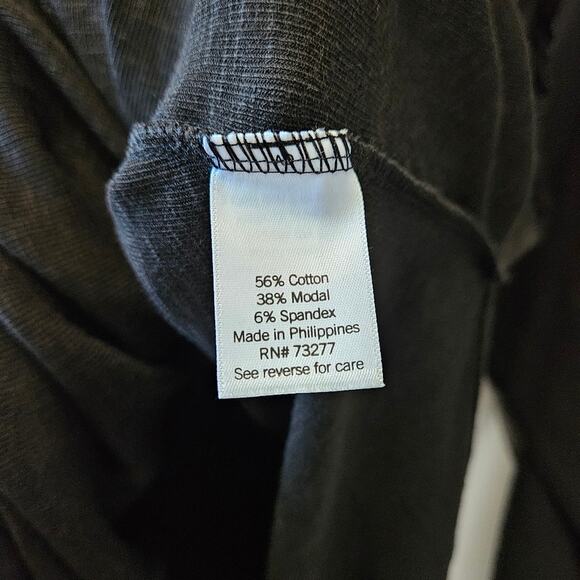 56% Cotton
38% Modal
6% Spandex
Made in Philippines
RN# 73277
See reverse for care